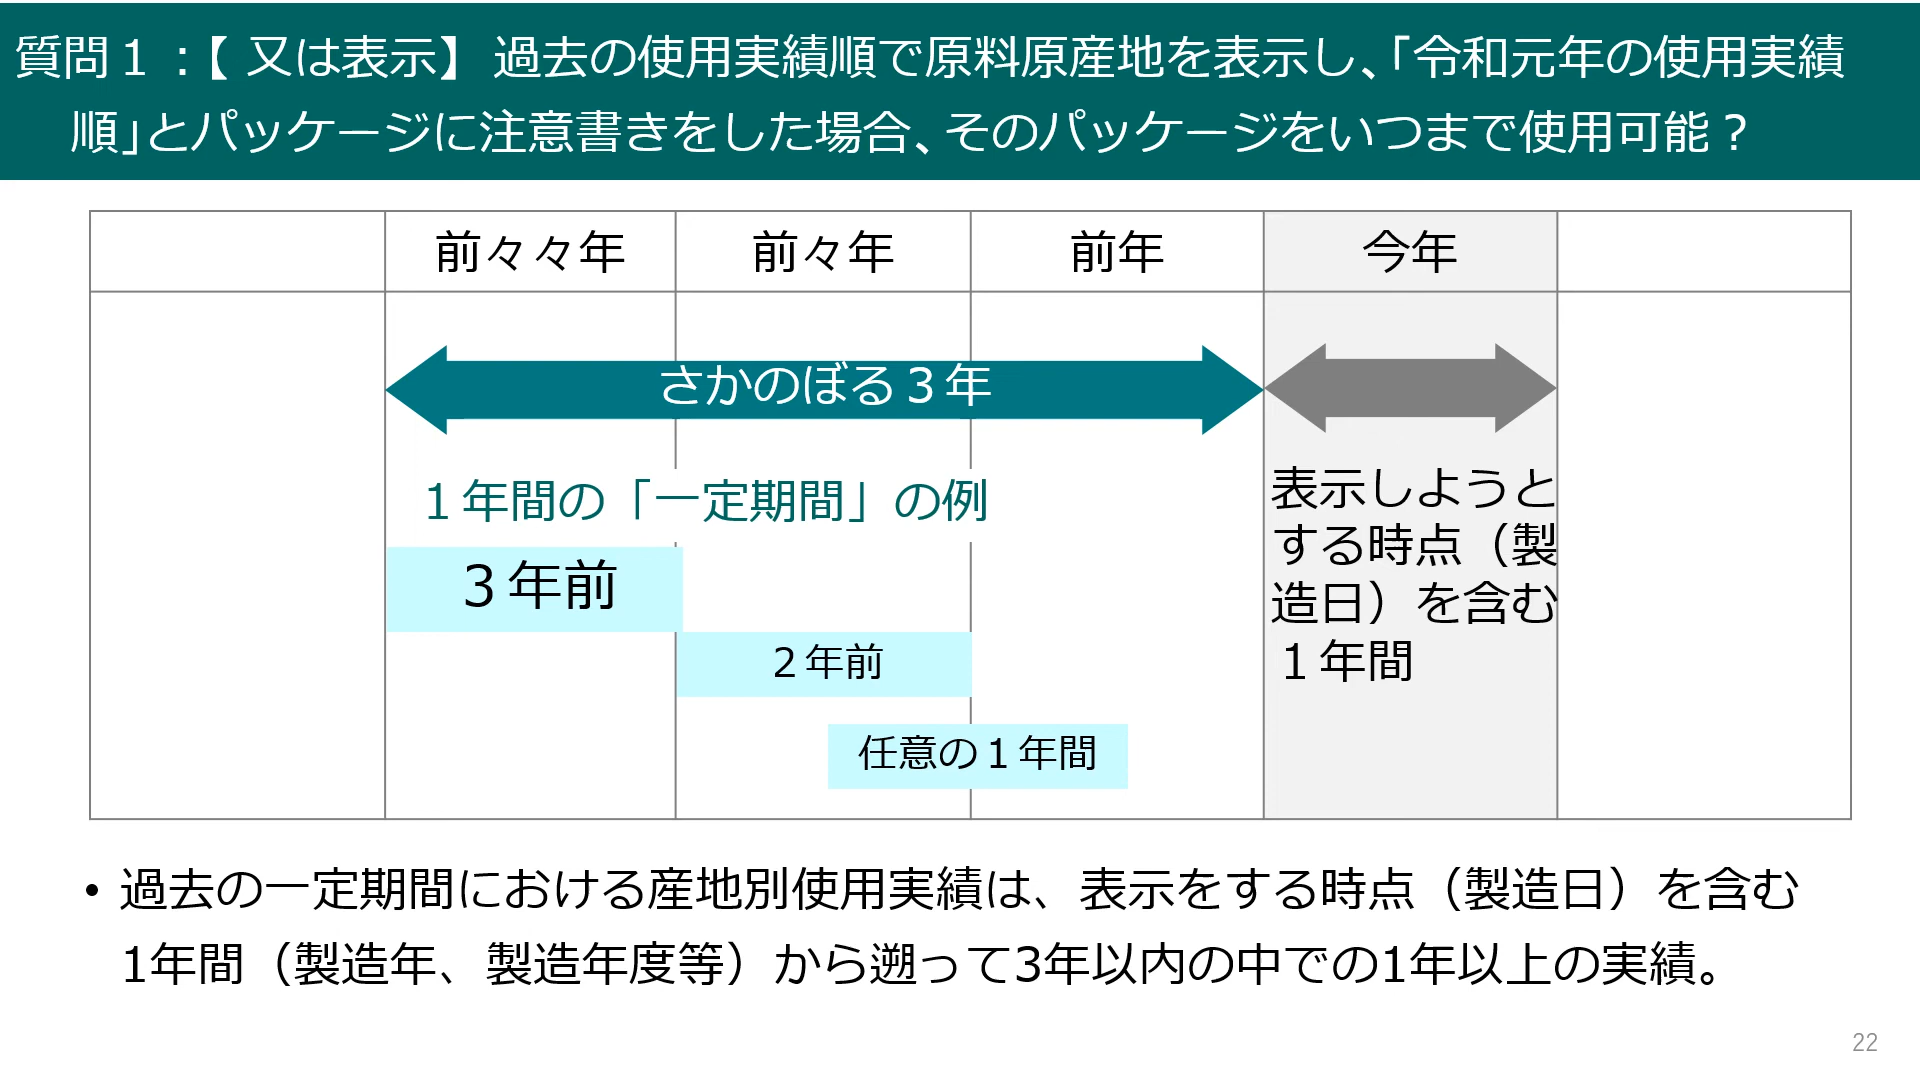 質問１：【 又は表示】 過去の使用実績順で原料原産地を表示し、「令和元年の使用実績
順」とパッケージに注意書きをした場合、そのパッケージをいつまで使用可能？
前々々年 前々年 前年 今年
さかのぼる３年
１年間の「一定期間」の例
３年前
２年前
任意の１年間
表示しようと
する時点（製
造日）を含む
１年間
• 過去の一定期間における産地別使用実績は、表示をする時点（製造日）を含む
1年間（製造年、製造年度等）から遡って3年以内の中での1年以上の実績。
22